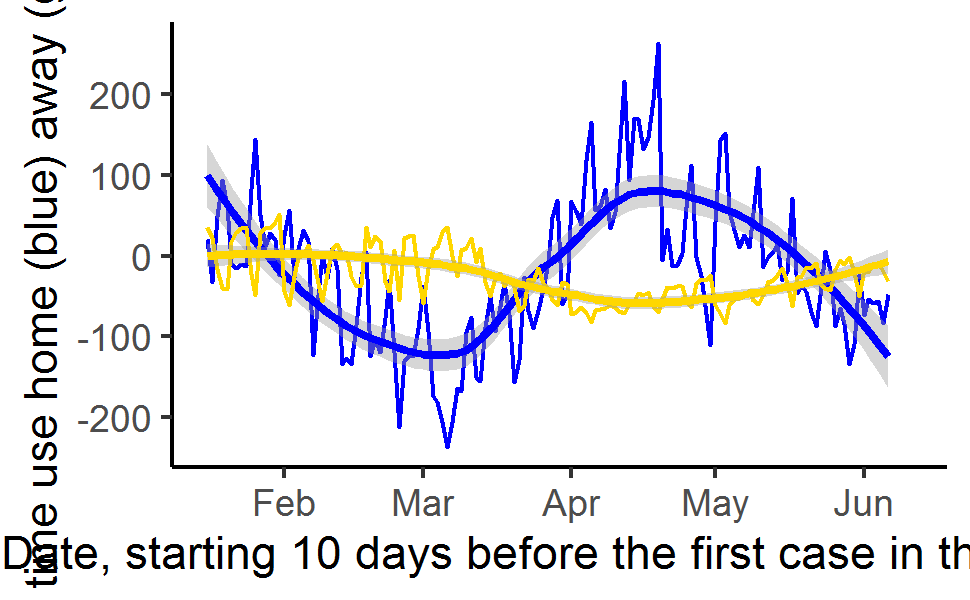 time use home (blue) away (
200
100
0
-100
-200
Feb Mar Apr May Jun
Date, starting 10 days before the first case in th